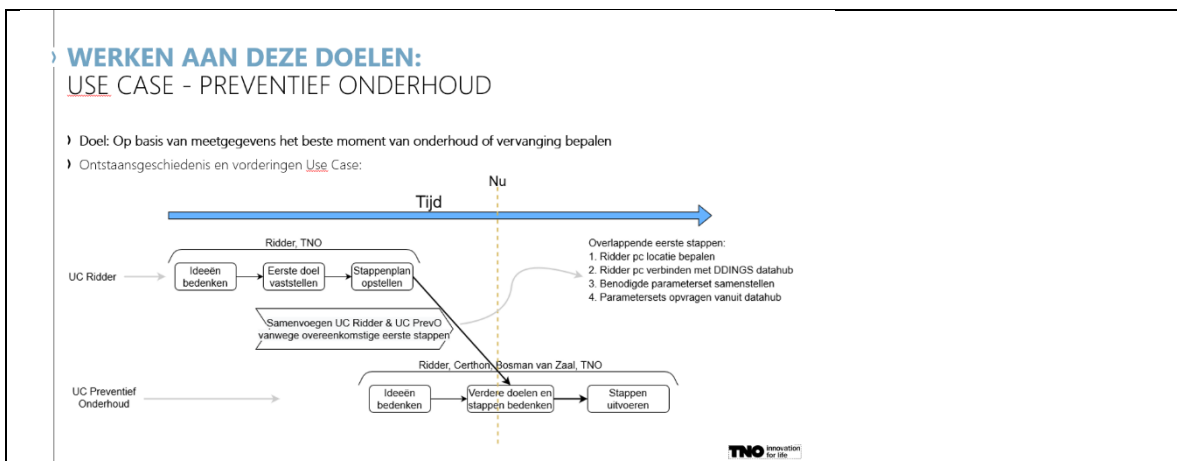 WERKEN AAN DEZE DOELEN:
USE CASE - PREVENTIEF ONDERHOUD
Doel: Op basis van meetgegevens het beste moment van onderhoud of vervanging bepalen
Ontstaansgeschiedenis en vorderingen Use Case:
Nu
Tijd
Ridder, TNO
UC Ridder
Ideeën
bedenken
Eerste doel
vaststellen
Stappenplan
opstellen
Overlappende eerste stappen:
1. Ridder pc locatie bepalen
2. Ridder pc verbinden met DDINGS datahub
3. Benodigde parameterset samenstellen
4. Parametersets opvragen vanuit datahub
Samenvoegen UC Ridder & UC PrevO
vanwege overeenkomstige eerste stappen
Ridder, Certhon, Bosman van Zaal, TNO
UC Preventief
Onderhoud
Ideeën
bedenken
Verdere doelen en
stappen bedenken
Stappen
uitvoeren
TNO innovation
for life